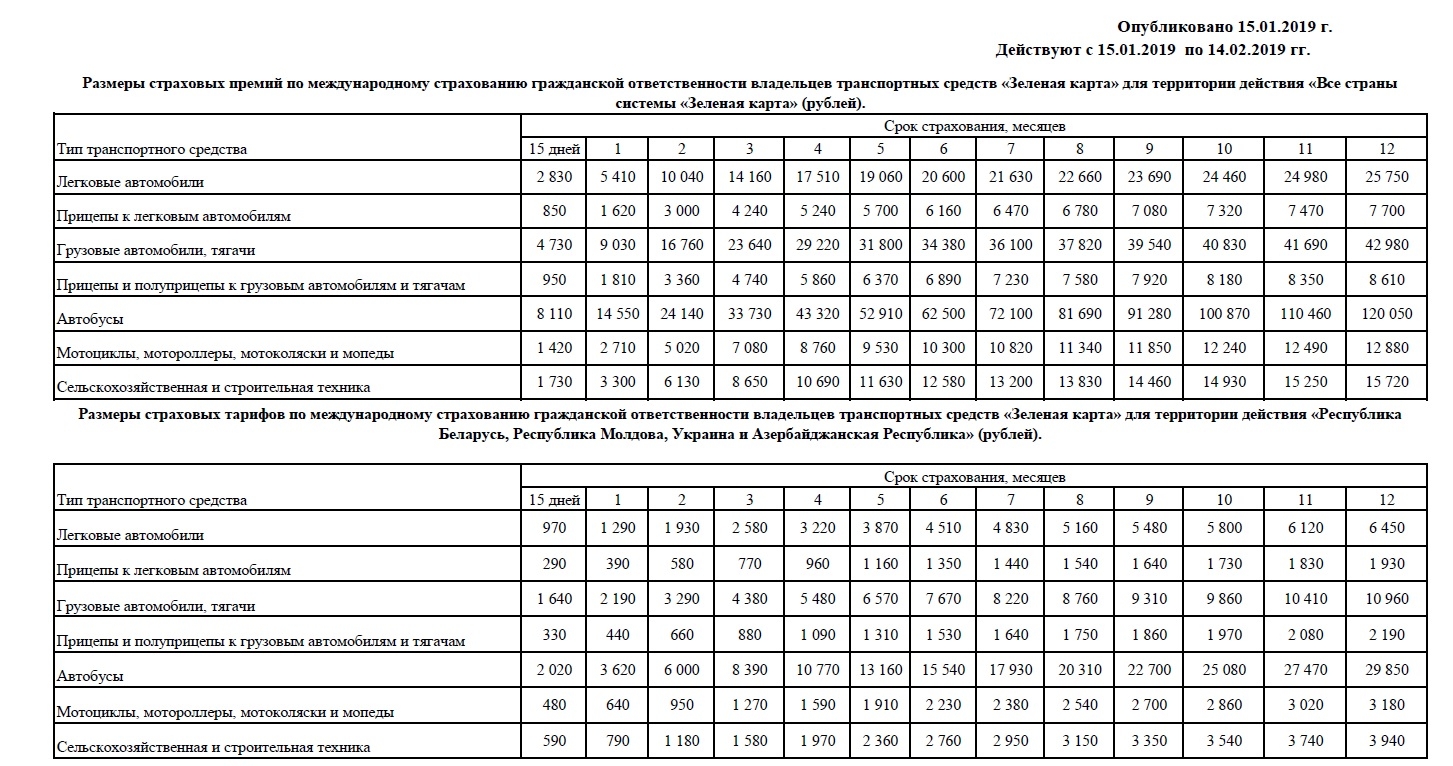 Опубликовано 15.01.2019 г.
Действуют с 15.01.2019 по 14.02.2019 гг.
Размеры страховых премий по международному страхованию гражданской ответственности владельцев транспортных средств «Зеленая карта» для территории действия «Все страны
системы «Зеленая карта» (рублей).
Срок страхования, месяцев
Тип транспортного средства 15 дней 1 2 3 4 5 6 7 8 9 10 11 12
Легковые автомобили 2 830 5 410 10 040 14 160 17 510 19 060 20 600 21 630 22 660 23 690 24 460 24 980 25 750
Прицепы к легковым автомобилям 850 1 620 3 000 4 240 5 240 5 700 6 160 6 470 6 780 7 080 7 320 7 470 7 700
Грузовые автомобили, тягачи 4 730 9 030 16 760 23 640 29 220 31 800 34 380 36 100 37 820 39 540 40 830 41 690 42 980
Прицепы и полуприцепы к грузовым автомобилям и тягачам 950 1 810 3 360 4 740 5 860 6 370 6 890 7 230 7 580 7 920 8 180 8 350 8 610
Автобусы 8 110 14 550 24 140 33 730 43 320 52 910 62 500 72 100 81 690 91 280 100 870 110 460 120 050
Мотоциклы, мотороллеры, мотоколяски и мопеды 1 420 2 710 5 020 7 080 8 760 9 530 10 300 10 820 11 340 11 850 12 240 12 490 12 880
Сельскохозяйственная и строительная техника 1 730 3 300 6 130 8 650 10 690 11 630 12 580 13 200 13 830 14 460 14 930 15 250 15 720
Размеры страховых тарифов по международному страхованию гражданской ответственности владельцев транспортных средств «Зеленая карта» для территории действия «Республика
Беларусь, Республика Молдова, Украина и Азербайджанская Республика» (рублей).
Срок страхования, месяцев
Тип транспортного средства 15 дней 1 2 3 4 5 6 7 8 9 10 11 12
Легковые автомобили 970 1 290 1 930 2 580 3 220 3 870 4 510 4 830 5 160 5 480 5 800 6 120 6 450
Прицепы к легковым автомобилям 290 390 580 770 960 1 160 1 350 1 440 1 540 1 640 1 730 1 830 1 930
Грузовые автомобили, тягачи 1 640 2 190 3 290 4 380 5 480 6 570 7 670 8 220 8 760 9 310 9 860 10 410 10 960
Прицепы и полуприцепы к грузовым автомобилям и тягачам 330 440 660 880 1 090 1 310 1 530 1 640 1 750 1 860 1 970 2 080 2 190
Автобусы 2 020 3 620 6 000 8 390 10 770 13 160 15 540 17 930 20 310 22 700 25 080 27 470 29 850
Мотоциклы, мотороллеры, мотоколяски и мопеды 480 640 950 1 270 1 590 1 910 2 230 2 380 2 540 2 700 2 860 3 020 3 180
Сельскохозяйственная и строительная техника 590 790 1 180 1 580 1 970 2 360 2 760 2 950 3 150 3 350 3 540 3 740 3 940